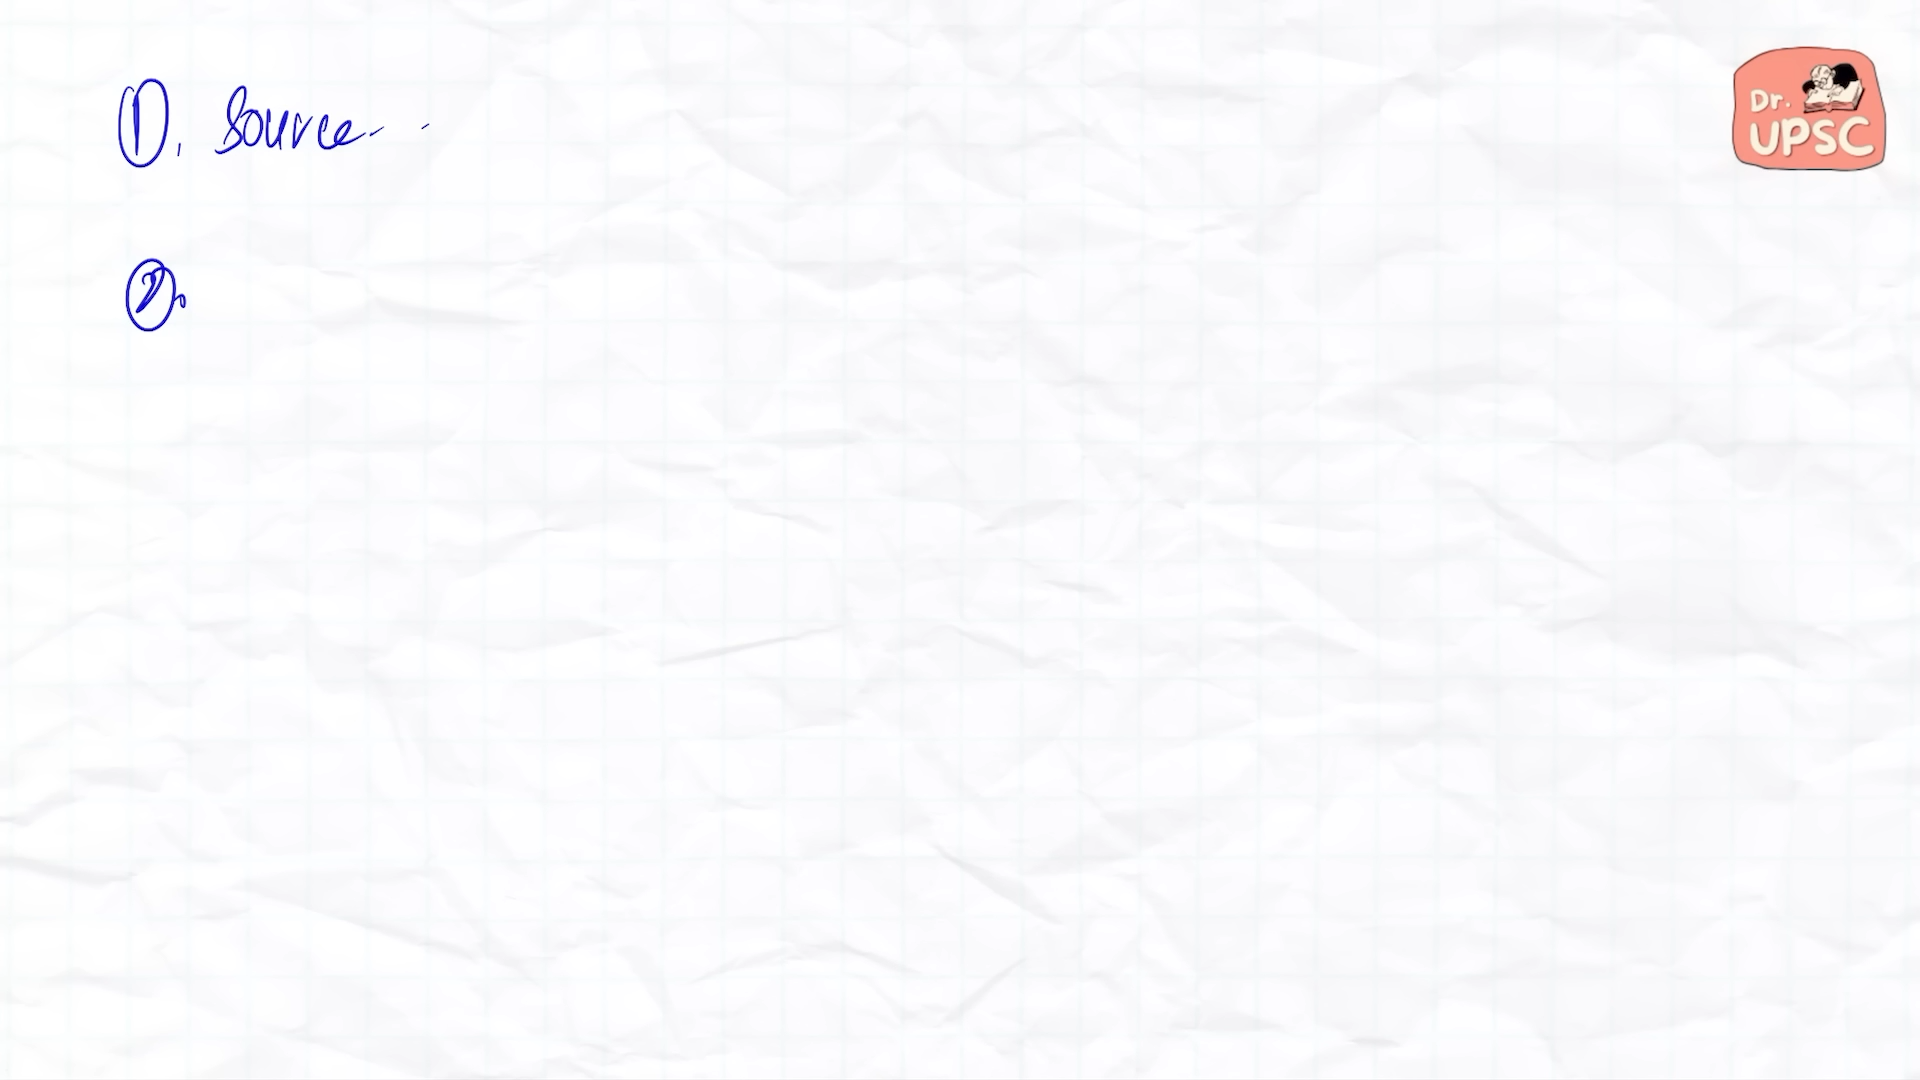 ①. Source - -
②.
Dr.
UPSC